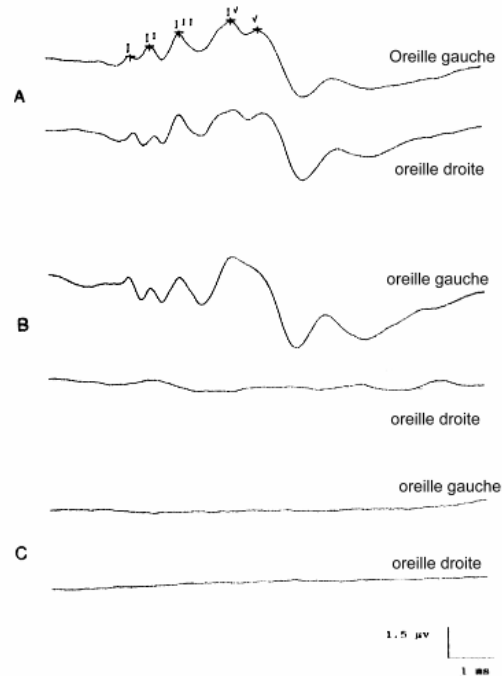 I II III IV V
Oreille gauche
A
oreille droite
oreille gauche
B
oreille droite
oreille gauche
C
oreille droite
1.5 µv
1 ms